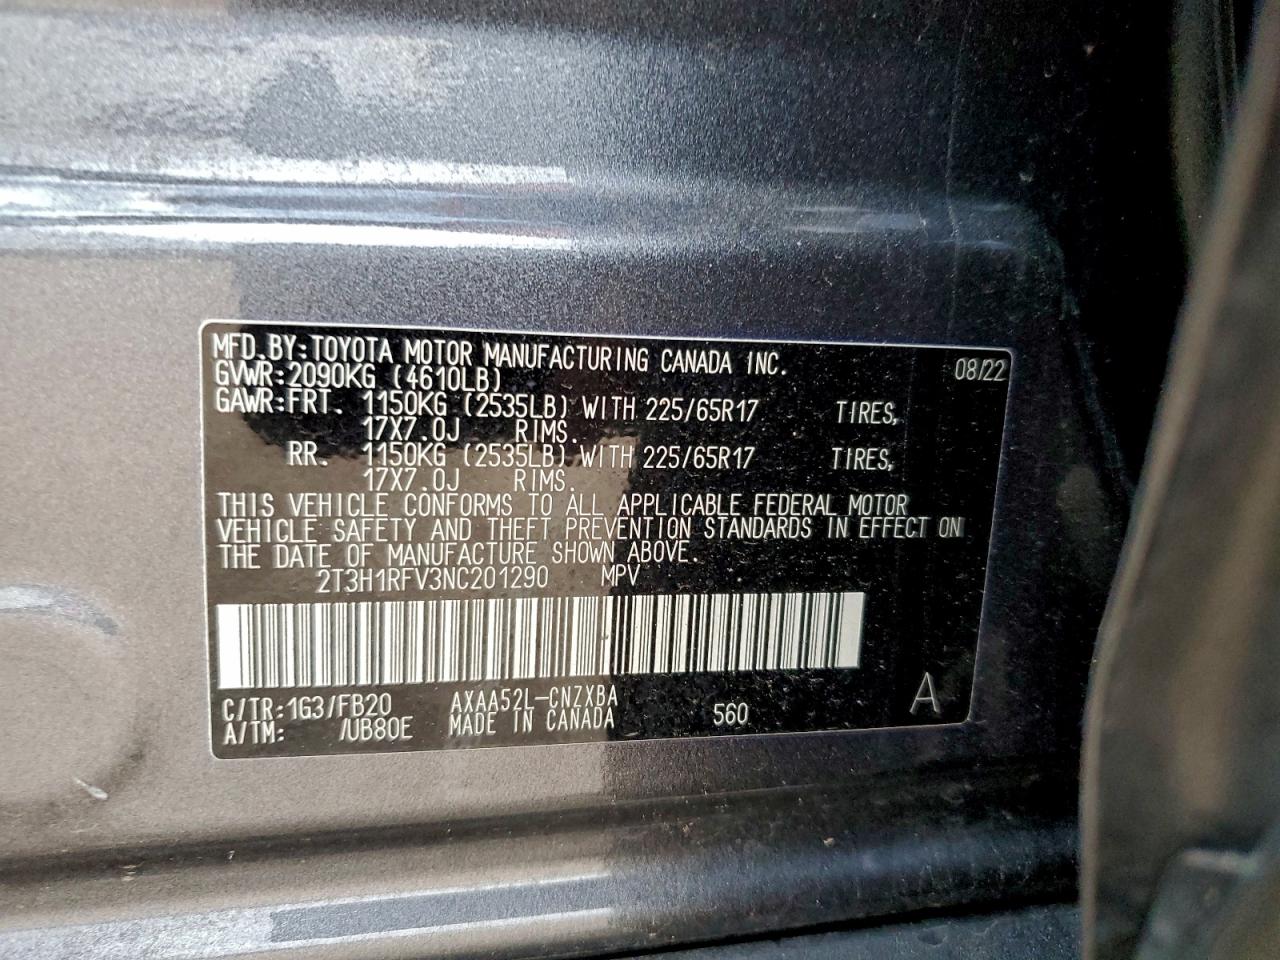 MFD.BY:TOYOTA MOTOR MANUFACTURING CANADA INC. 08/22
GVWR:2090KG (4610LB)
GAWR:FRT. 1150KG (2535LB) WITH 225/65R17 TIRES,
17X7.0J RIMS.
RR. 1150KG (2535LB) WITH 225/65R17 TIRES,
17X7.0J RIMS.
THIS VEHICLE CONFORMS TO ALL APPLICABLE FEDERAL MOTOR
VEHICLE SAFETY AND THEFT PREVENTION STANDARDS IN EFFECT ON
THE DATE OF MANUFACTURE SHOWN ABOVE.
2T3H1RFV3NC201290 MPV
C/TR:1G3/FB20 AXAA52L-CNZXBA
A/TM: /UB80E MADE IN CANADA 560 A